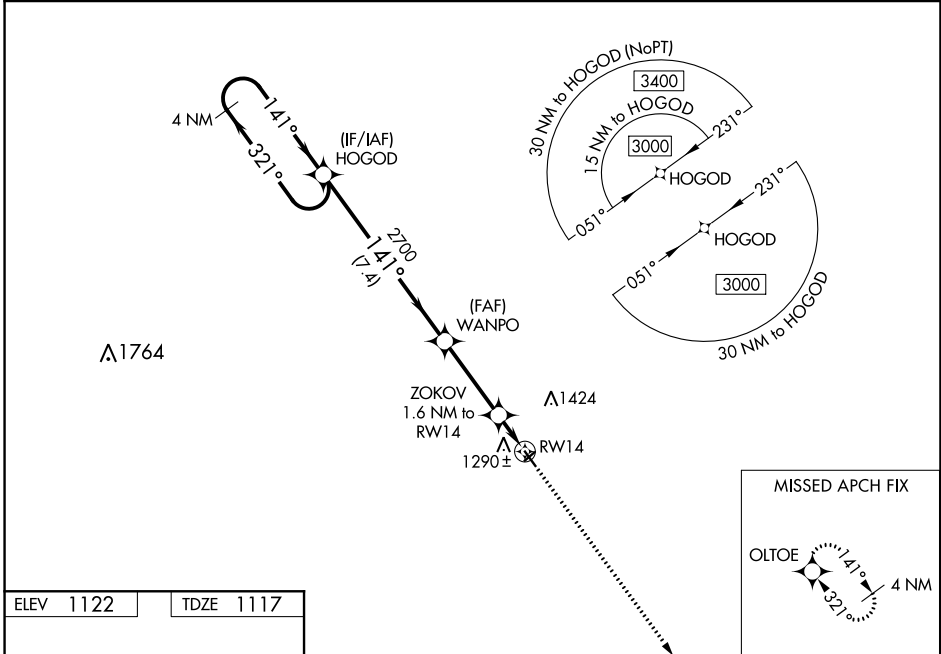 4 NM
141°
321°
(IF/IAF)
HOGOD
2700
141°
(7.4)
(FAF)
WANPO
1764
ZOKOV
1.6 NM to
RW14
1424
1290±
RW14
30 NM to HOGOD (NoPT)
3400
15 NM to HOGOD
3000
231°
HOGOD
051°
231°
HOGOD
051°
3000
30 NM to HOGOD
MISSED APCH FIX
OLTOE
141°
321°
4 NM
ELEV 1122
TDZE 1117